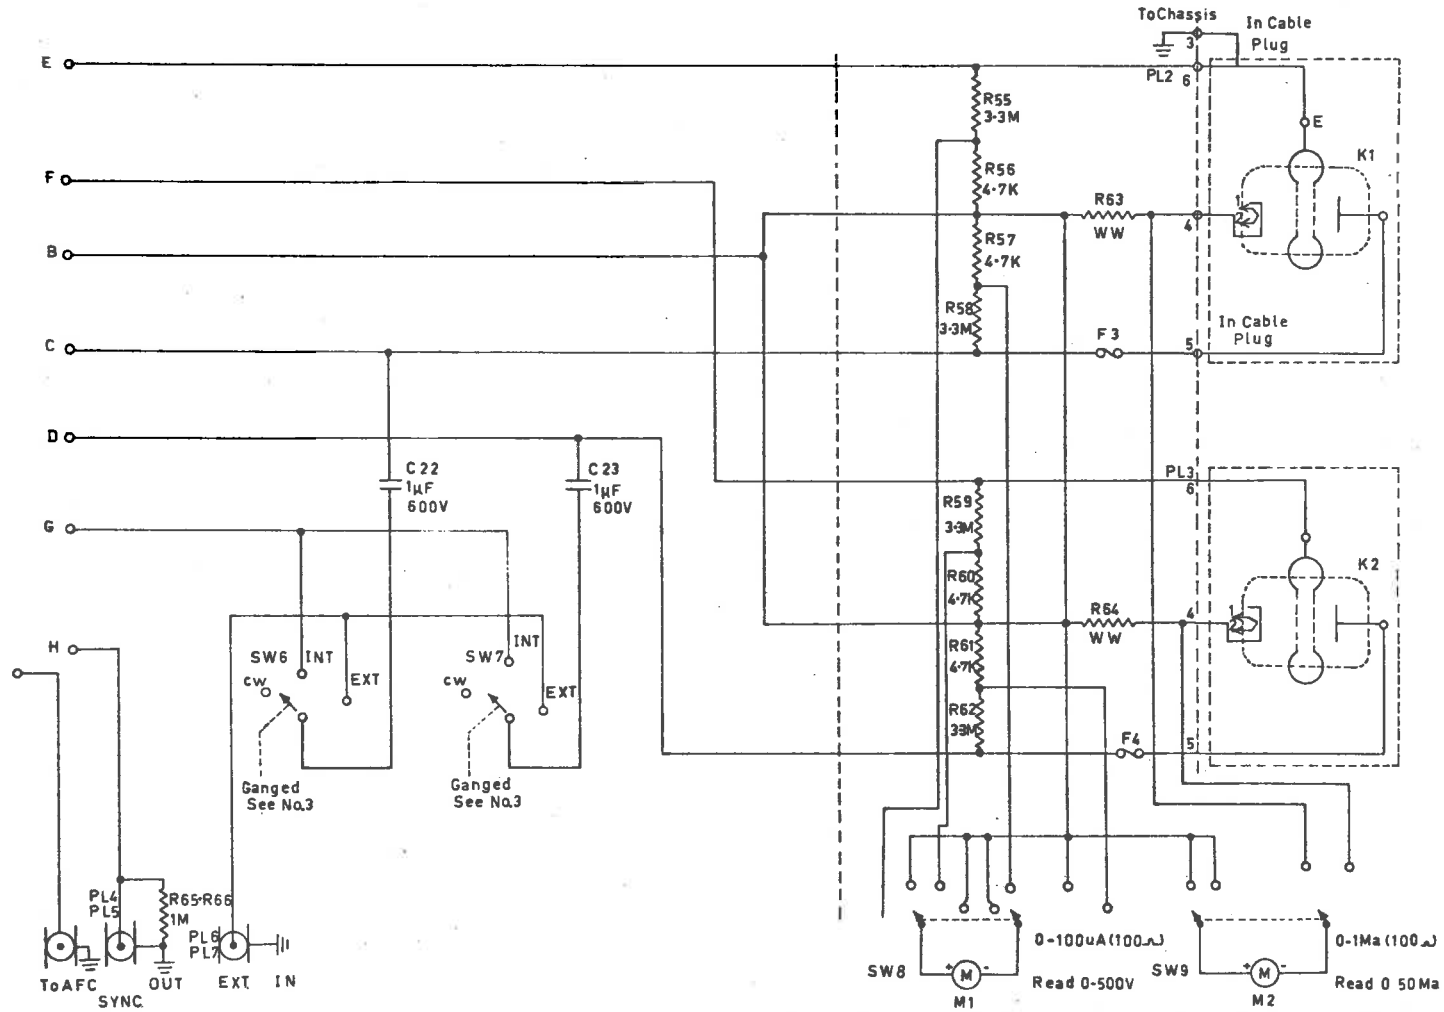 ToChassis
In Cable
Plug
3
E
PL2 6
R55
3·3M
E
K1
F
R56
4·7K
R63
1
2
WW
4
B
R57
4·7K
R58
3·3M
In Cable
Plug
C
F3
5
D
C22
1µF
600V
C23
1µF
600V
PL3
6
G
R59
3·3M
K2
R60
4·7K
R64
WW
4
1
2
H
SW6 INT
SW7 INT
R61
4·7K
cw
EXT
cw
EXT
R62
33M
F4
5
Ganged
See No.3
Ganged
See No.3
PL4
PL5
R65·R66
1M
PL6
PL7
+ M -
+ M -
0-100uA(100Ω)
0-1Ma(100Ω)
SW8
SW9
Read 0-500V
Read 0 50Ma
M1
M2
ToAFC
OUT
EXT IN
SYNC